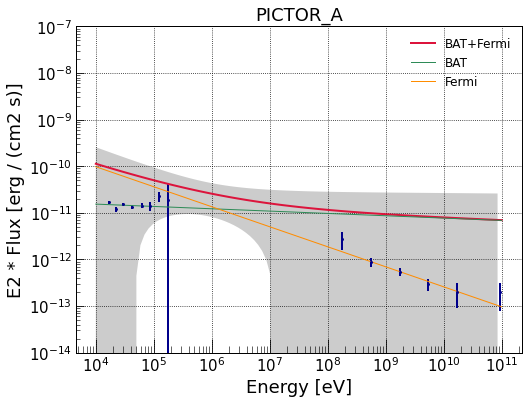 PICTOR_A
BAT+Fermi
BAT
Fermi
E2 * Flux [erg / (cm2 s)]
10^-7
10^-8
10^-9
10^-10
10^-11
10^-12
10^-13
10^-14
10^4 10^5 10^6 10^7 10^8 10^9 10^10 10^11
Energy [eV]